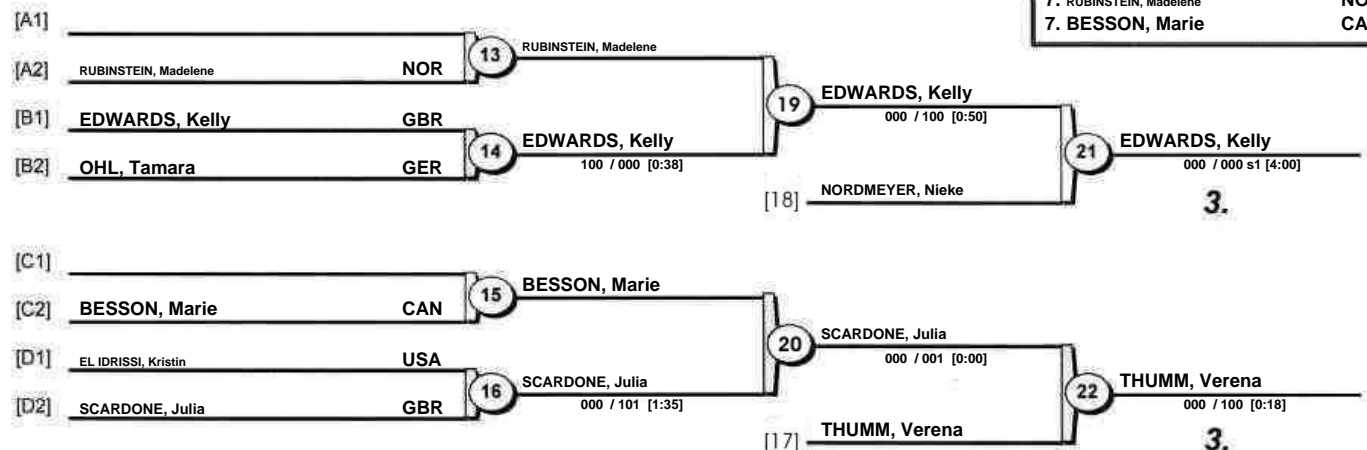 7. RUBINSTEIN, Madelene NO
7. BESSON, Marie CA
[A1]
13 RUBINSTEIN, Madelene
[A2] RUBINSTEIN, Madelene NOR
19 EDWARDS, Kelly
000 / 100 [0:50]
[B1] EDWARDS, Kelly GBR
14 EDWARDS, Kelly
100 / 000 [0:38]
21 EDWARDS, Kelly
000 / 000 s1 [4:00]
[B2] OHL, Tamara GER
[18] NORDMEYER, Nieke
3.
[C1]
15 BESSON, Marie
[C2] BESSON, Marie CAN
20 SCARDONE, Julia
000 / 001 [0:00]
[D1] EL IDRISSI, Kristin USA
16 SCARDONE, Julia
000 / 101 [1:35]
22 THUMM, Verena
000 / 100 [0:18]
[D2] SCARDONE, Julia GBR
[17] THUMM, Verena
3.